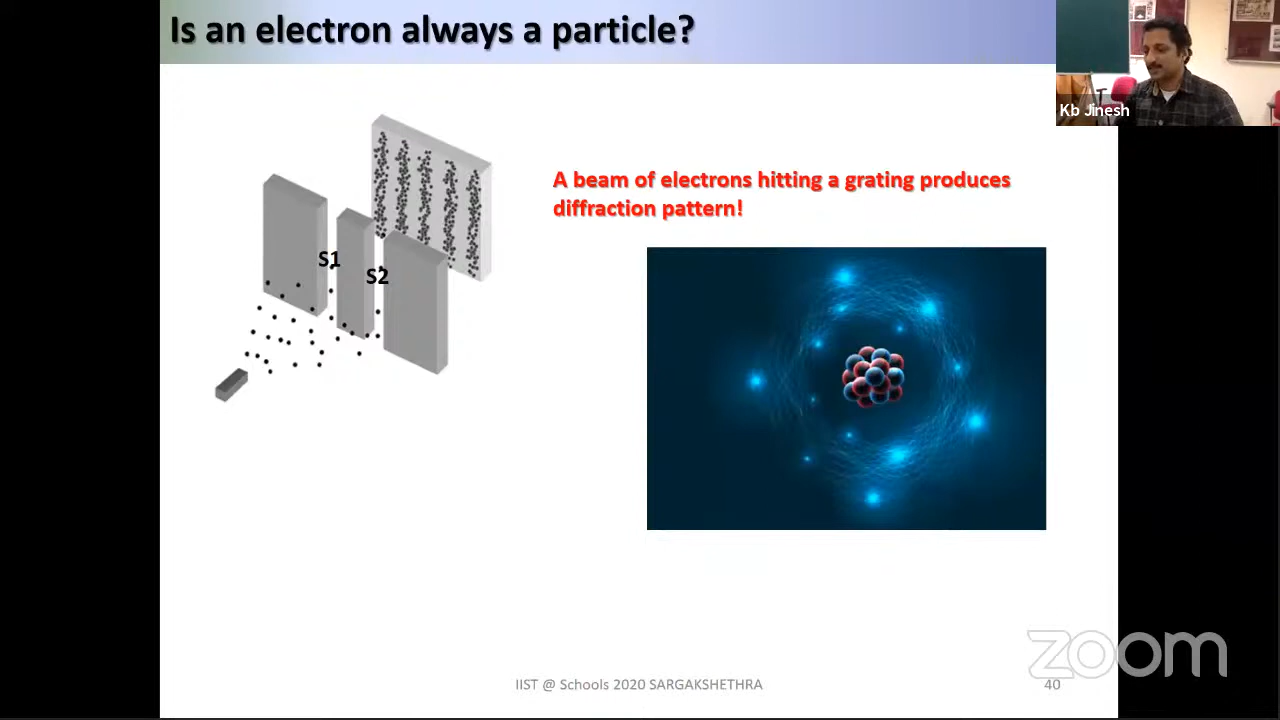 Is an electron always a particle?
Kb Jinesh
A beam of electrons hitting a grating produces
diffraction pattern!
S1
S2
zoom
IIST @ Schools 2020 SARGAKSHETHRA
40